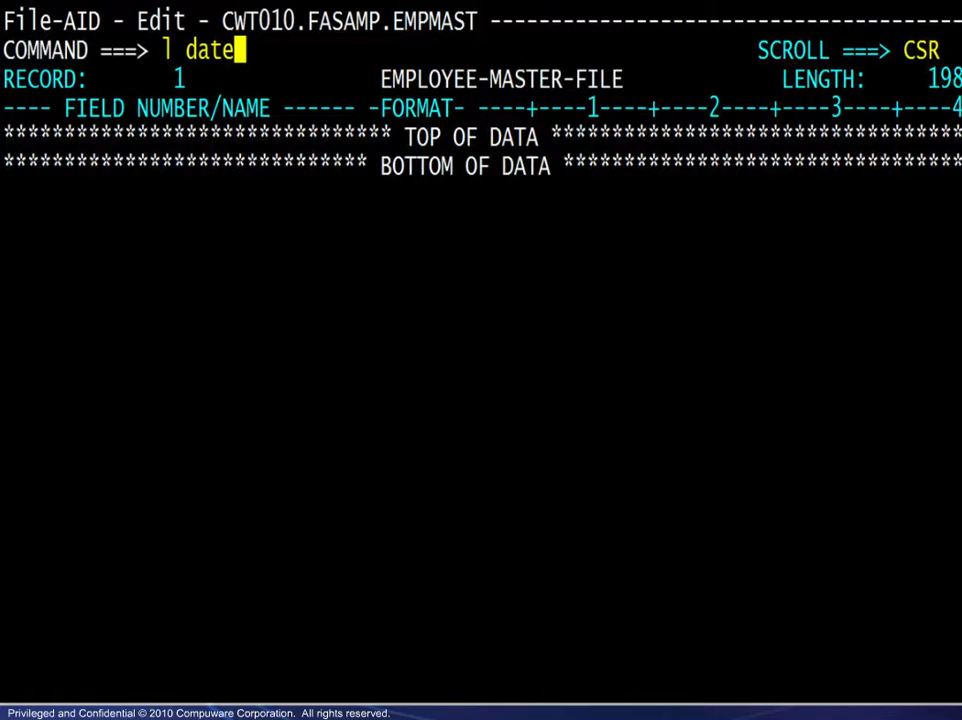 File-AID - Edit - CWT010.FASAMP.EMPMAST ----------------------------------------
COMMAND ===> l date SCROLL ===> CSR
RECORD: 1 EMPLOYEE-MASTER-FILE LENGTH: 198
---- FIELD NUMBER/NAME ------ -FORMAT- ----+----1----+----2----+----3----+----4
******************************** TOP OF DATA **********************************
****************************** BOTTOM OF DATA *********************************
Privileged and Confidential © 2010 Compuware Corporation. All rights reserved.